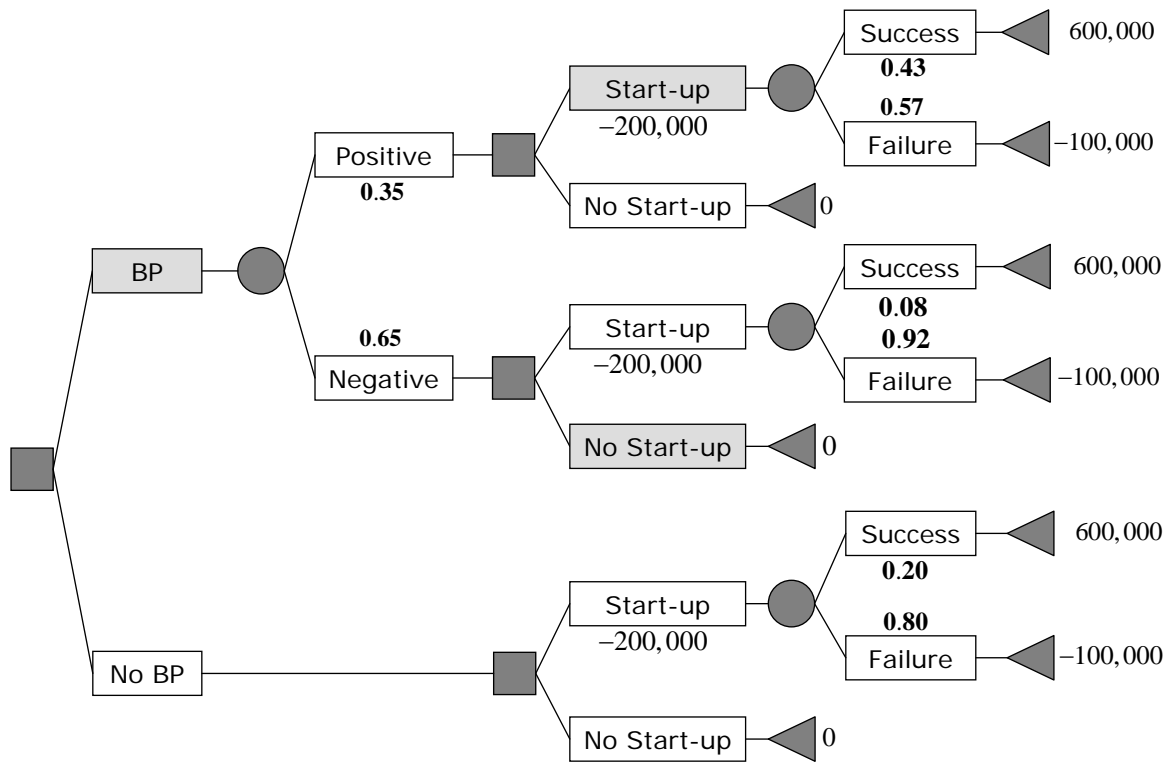 Success
600,000
0.43
Start-up
−200,000
0.57
Failure
−100,000
Positive
0.35
No Start-up
0
BP
Success
600,000
0.08
0.92
Start-up
−200,000
Failure
−100,000
0.65
Negative
No Start-up
0
Success
600,000
0.20
Start-up
−200,000
0.80
Failure
−100,000
No BP
No Start-up
0